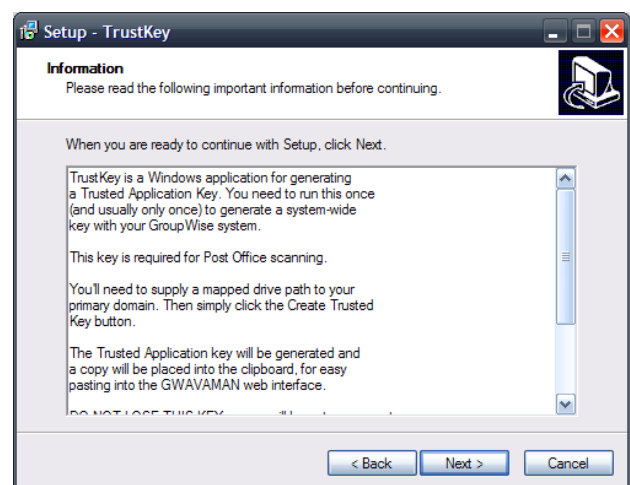 Setup - TrustKey
Information
Please read the following important information before continuing.
When you are ready to continue with Setup, click Next.
TrustKey is a Windows application for generating
a Trusted Application Key. You need to run this once
(and usually only once) to generate a system-wide
key with your GroupWise system.
This key is required for Post Office scanning.
You'll need to supply a mapped drive path to your
primary domain. Then simply click the Create Trusted
Key button.
The Trusted Application key will be generated and
a copy will be placed into the clipboard, for easy
pasting into the GWAVAMAN web interface.
DO NOT LOSE THIS KEY
< Back
Next >
Cancel